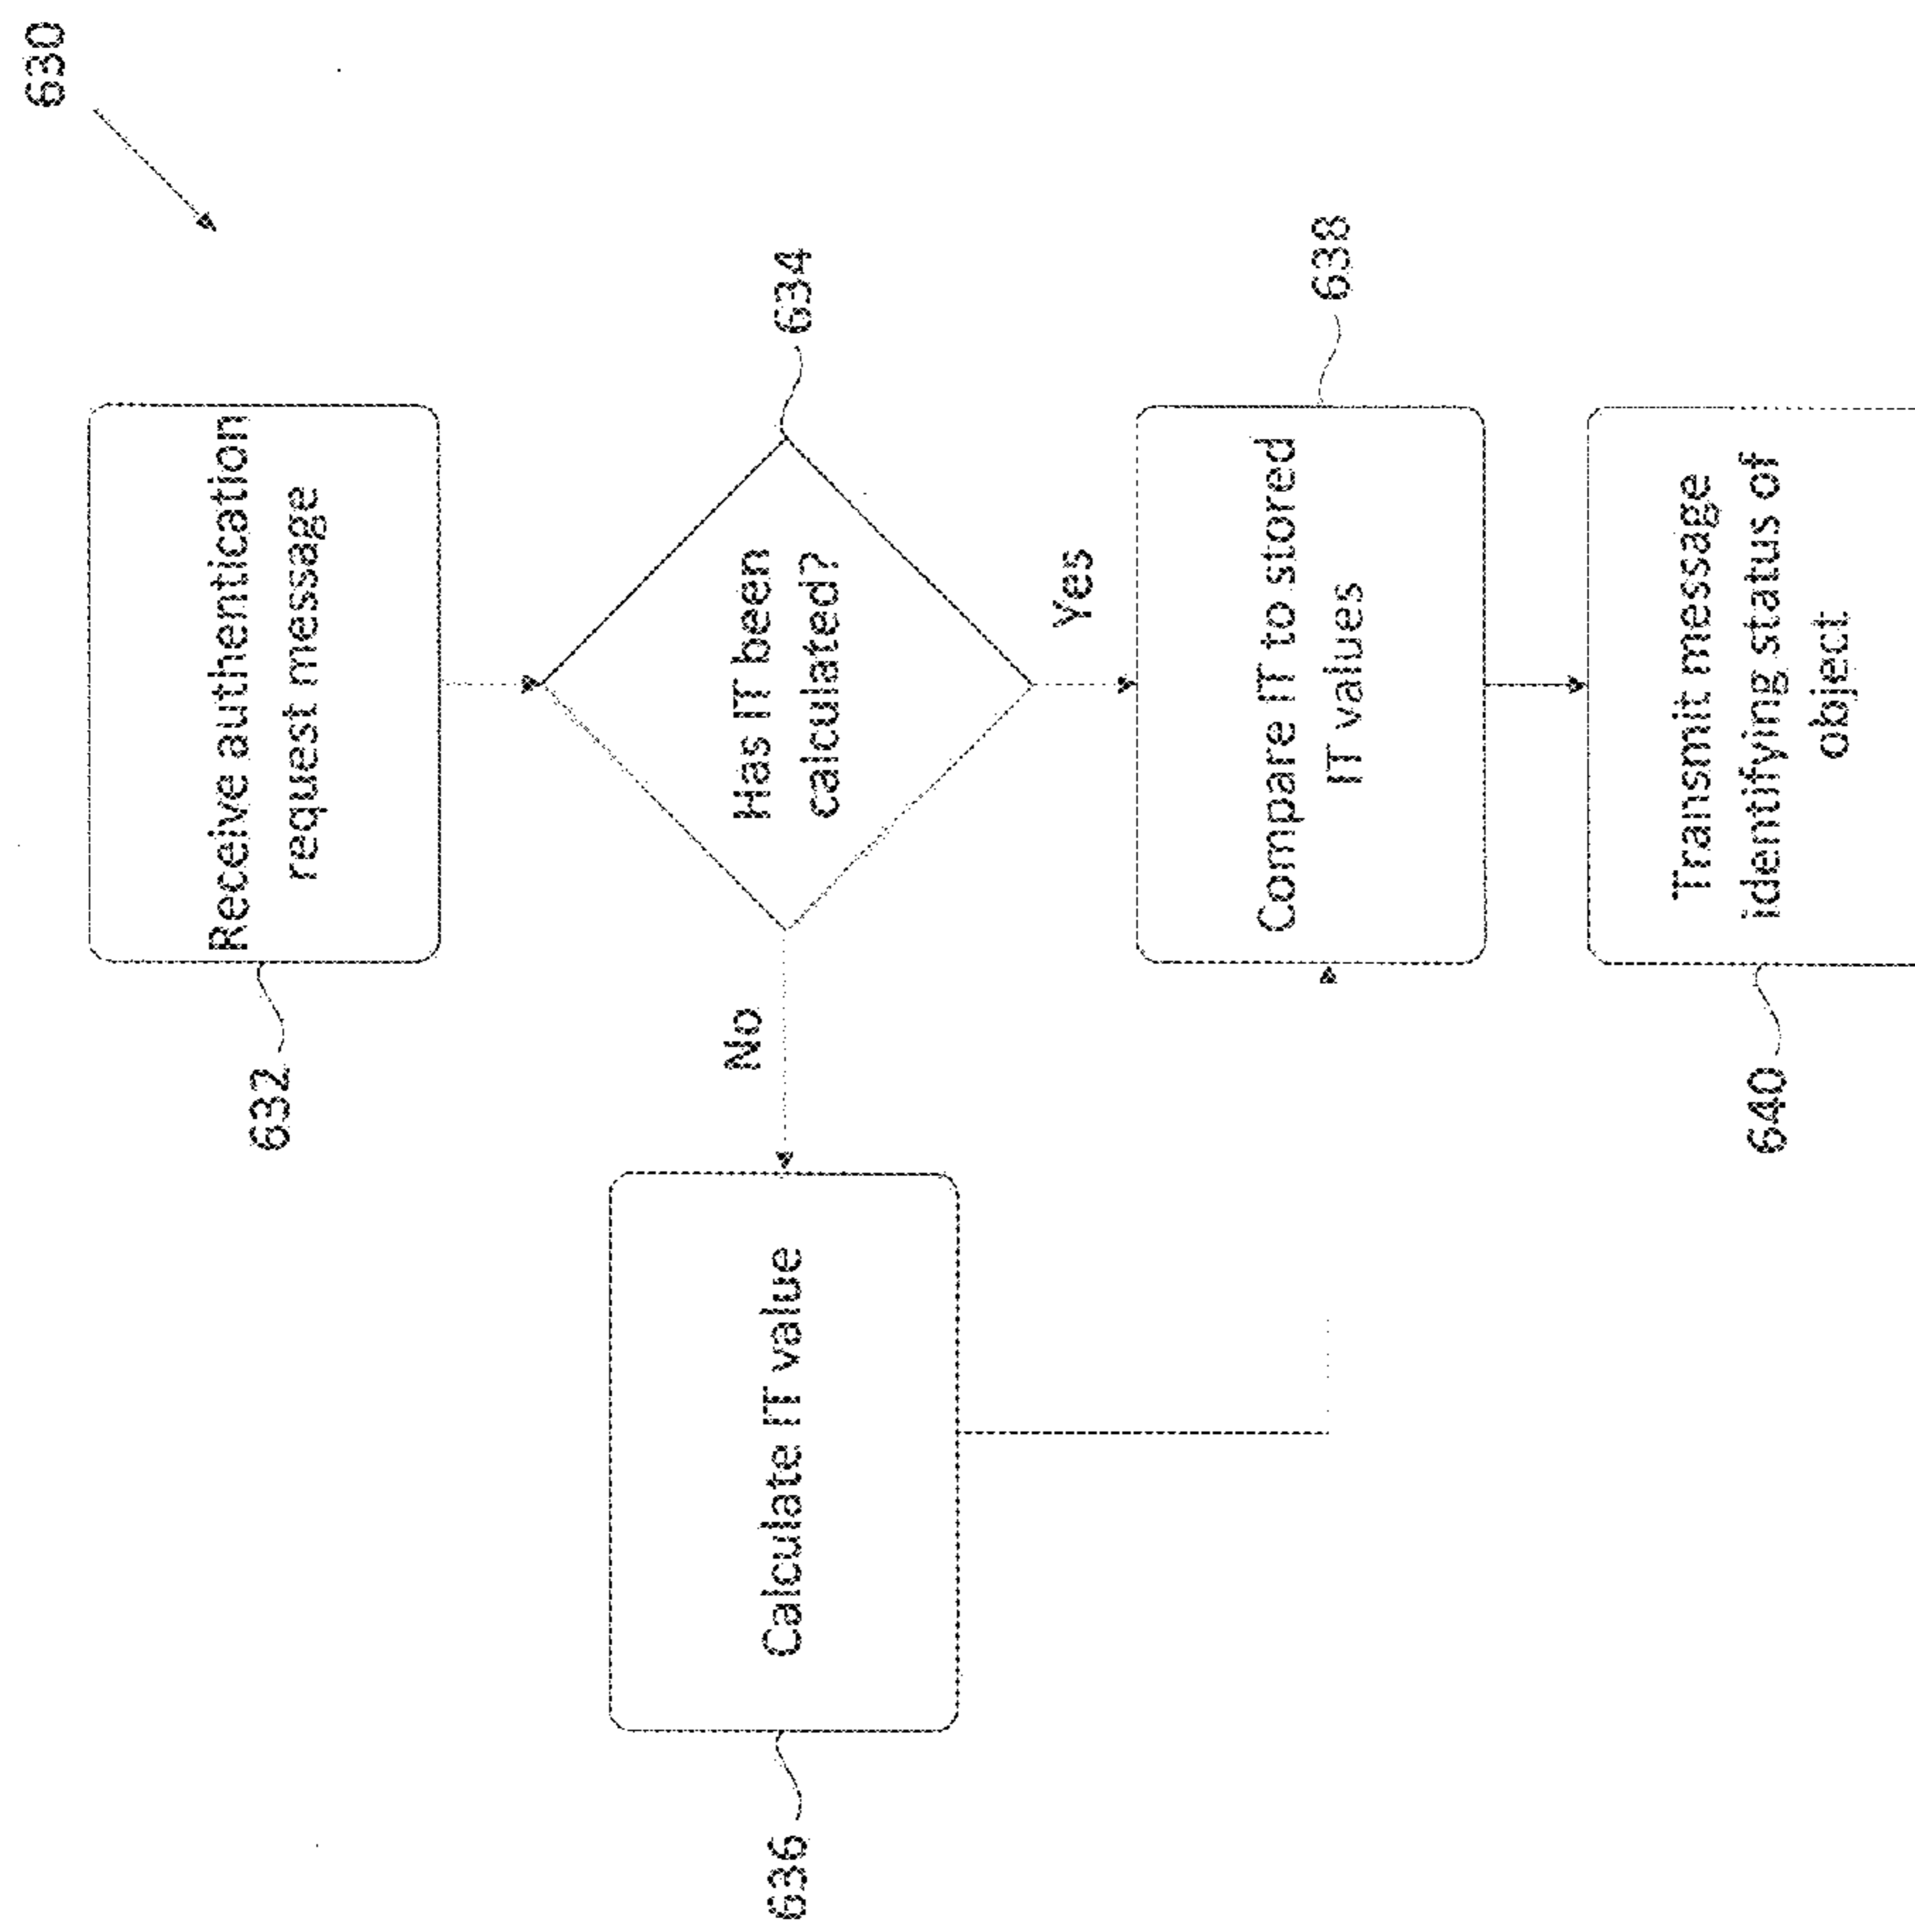 630
Receive authentication
request message
632
Has IT been
calculated?
634
No
Yes
Calculate IT value
636
Compare IT to stored
IT values
638
Transmit message
identifying status of
object
640